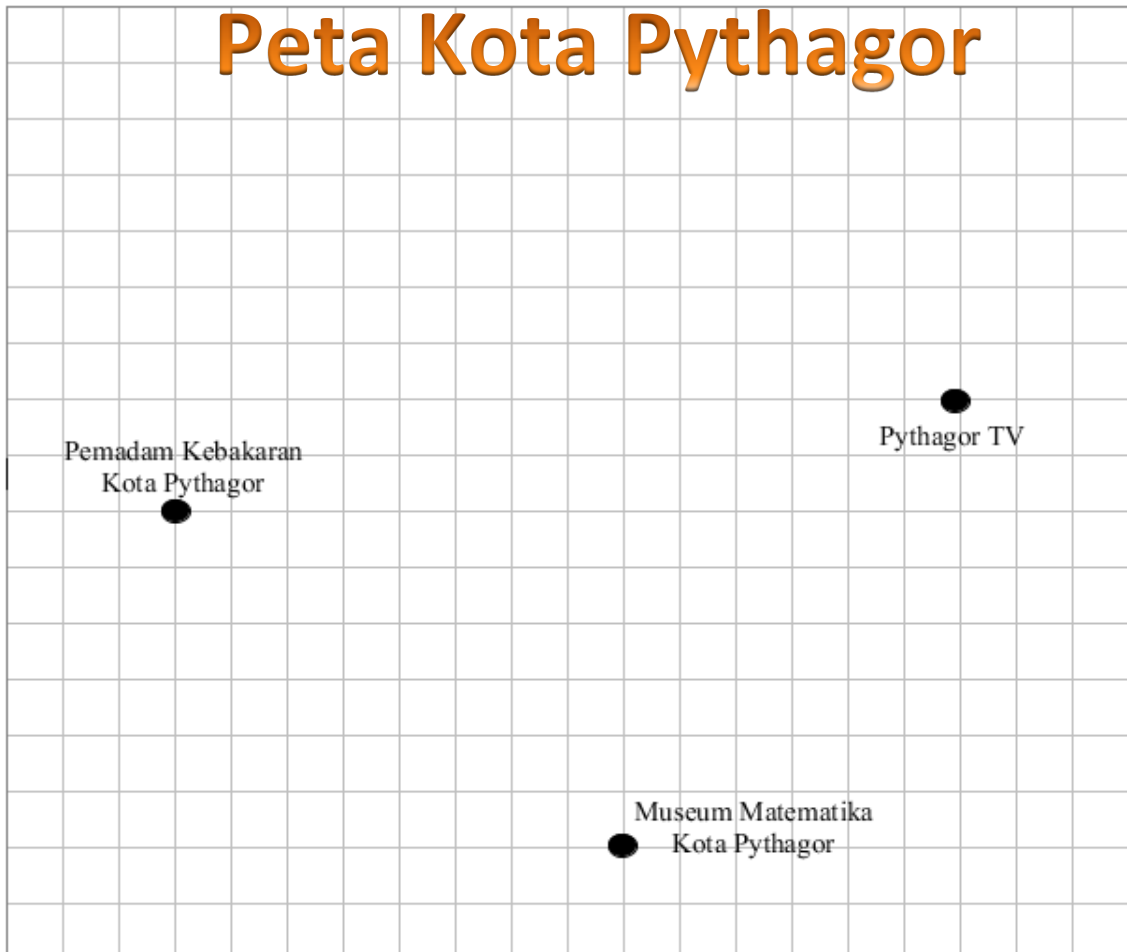 Peta Kota Pythagor
Pythagor TV
Pemadam Kebakaran
Kota Pythagor
Museum Matematika
Kota Pythagor